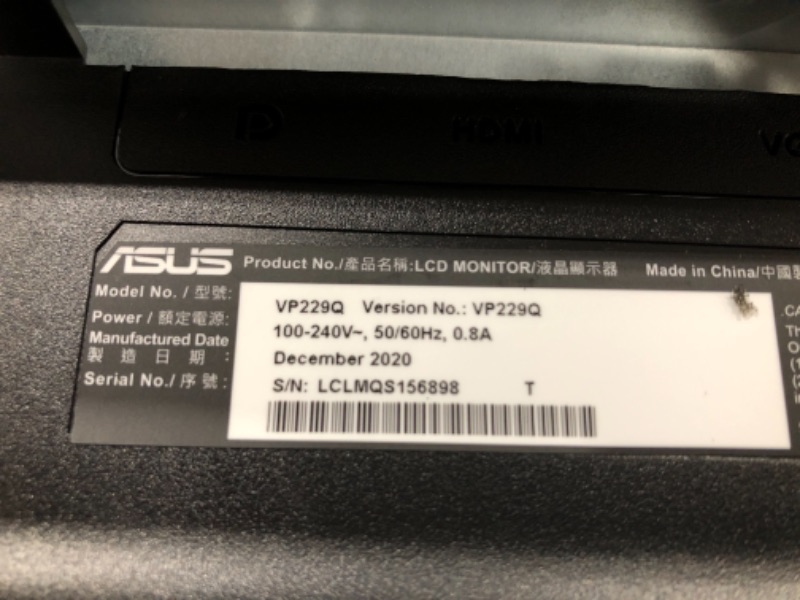 HDMI
ASUS Product No./產品名稱:LCD MONITOR/液晶顯示器 Made in China/中國製
Model No. / 型號: VP229Q Version No.: VP229Q
Power / 額定電源: 100-240V~, 50/60Hz, 0.8A
Manufactured Date
製造日期: December 2020
Serial No./ 序號: S/N: LCLMQS156898 T